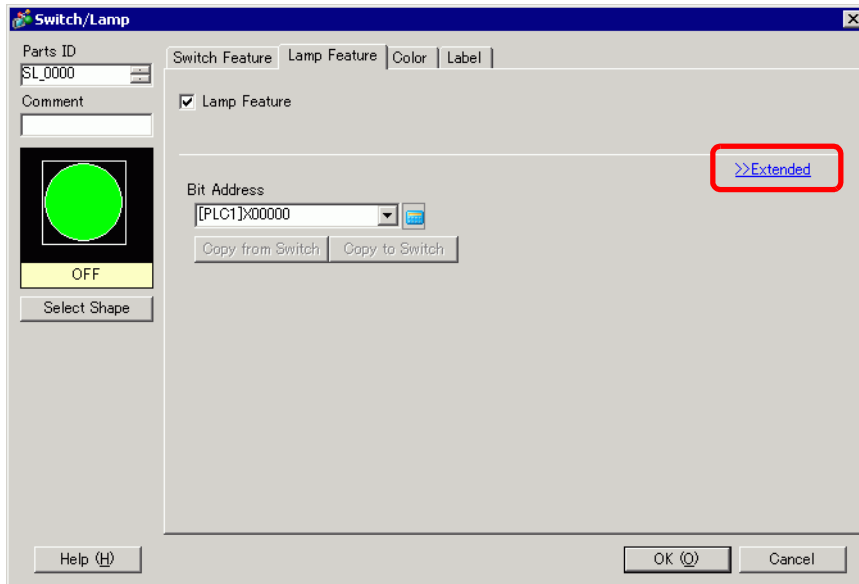 Switch/Lamp
Parts ID
SL_0000
Comment
OFF
Select Shape
Switch Feature Lamp Feature Color Label
Lamp Feature
>>Extended
Bit Address
[PLC1]X00000
Copy from Switch Copy to Switch
Help (H) OK (O) Cancel